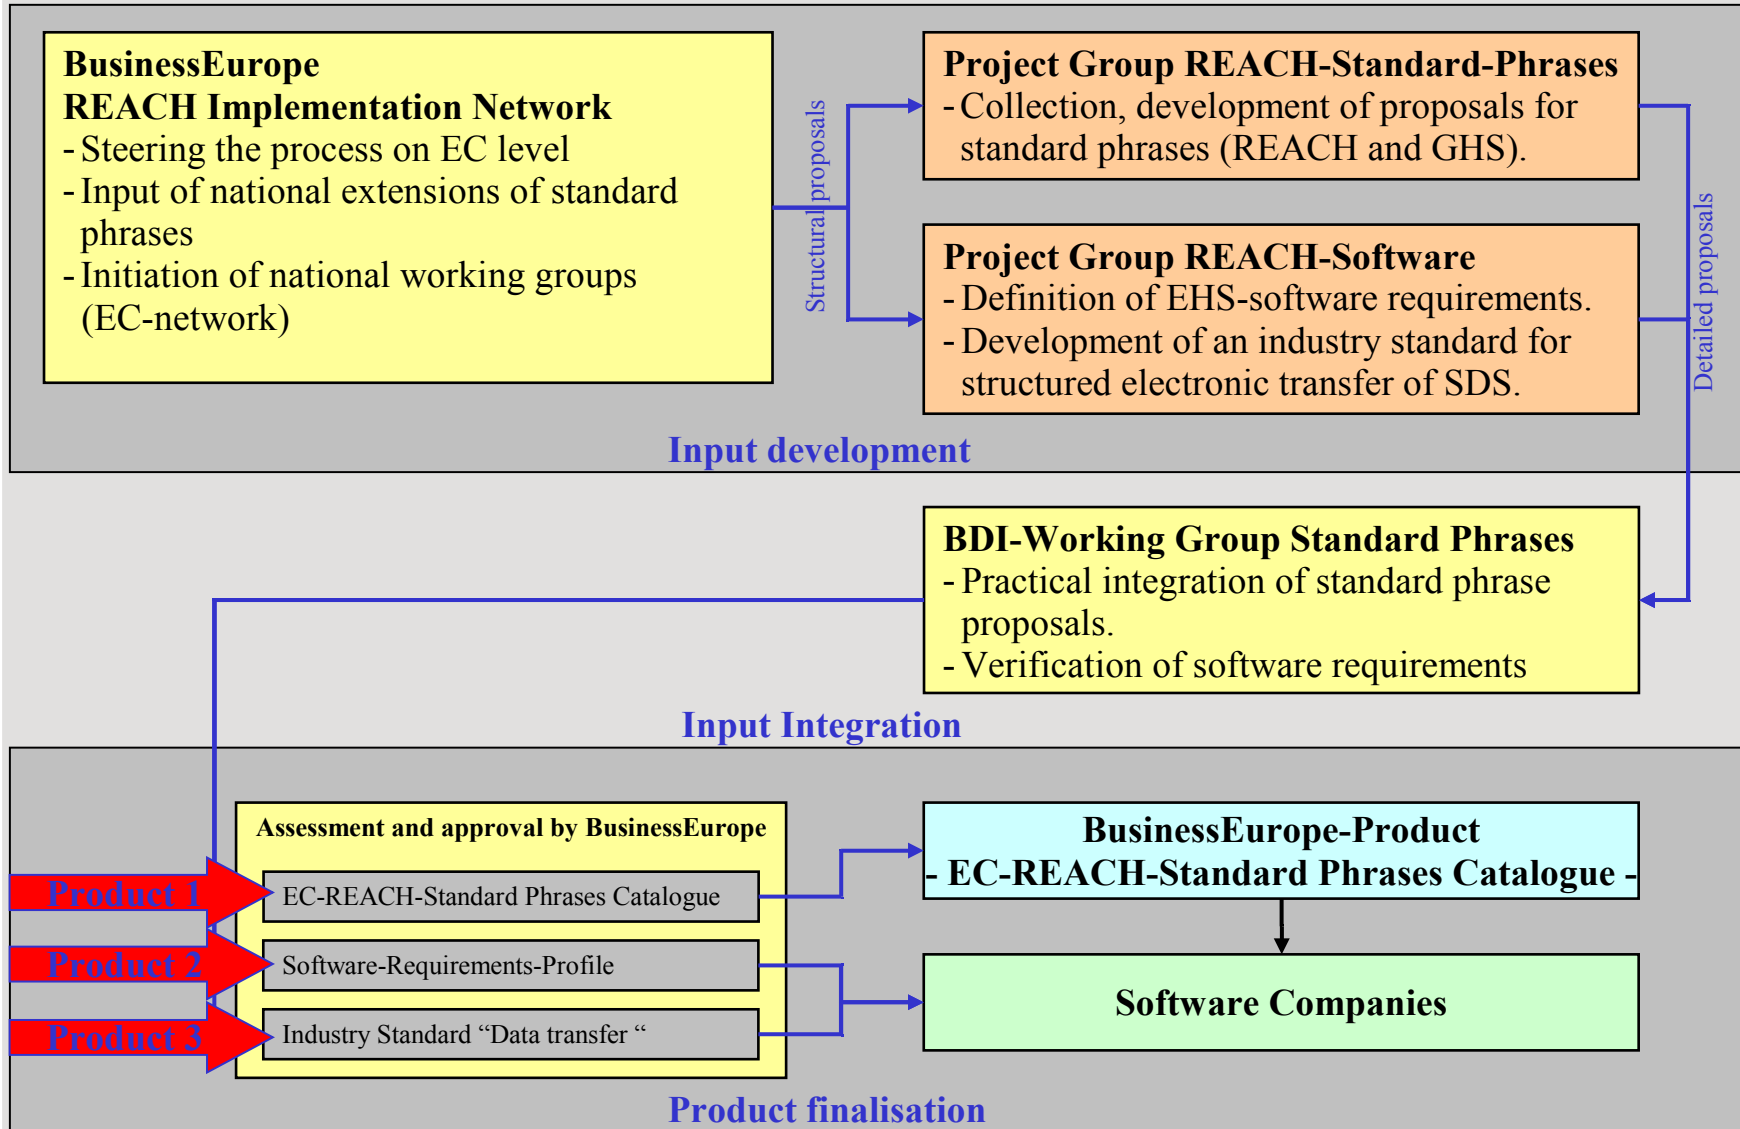 BusinessEurope
REACH Implementation Network
- Steering the process on EC level
- Input of national extensions of standard
phrases
- Initiation of national working groups
(EC-network)
Structural proposals
Project Group REACH-Standard-Phrases
- Collection, development of proposals for
standard phrases (REACH and GHS).
Project Group REACH-Software
- Definition of EHS-software requirements.
- Development of an industry standard for
structured electronic transfer of SDS.
Detailed proposals
Input development
BDI-Working Group Standard Phrases
- Practical integration of standard phrase
proposals.
- Verification of software requirements
Input Integration
Assessment and approval by BusinessEurope
Product 1
EC-REACH-Standard Phrases Catalogue
Product 2
Software-Requirements-Profile
Product 3
Industry Standard “Data transfer “
BusinessEurope-Product
- EC-REACH-Standard Phrases Catalogue -
Software Companies
Product finalisation